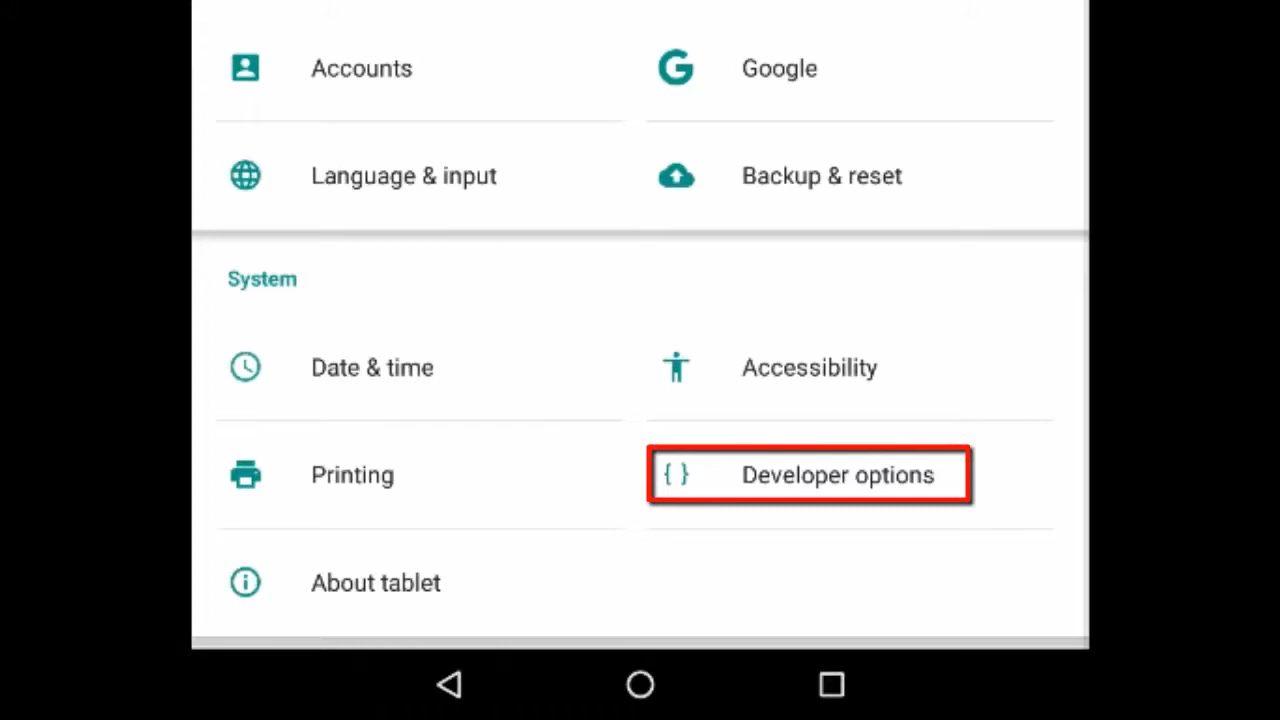 Accounts
Google
Language & input
Backup & reset
System
Date & time
Accessibility
Printing
Developer options
About tablet